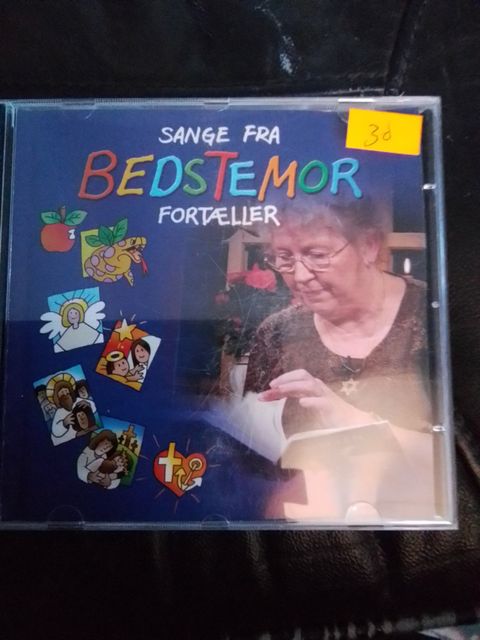 SANGE FRA
BEDSTEMOR
FORTÆLLER
30